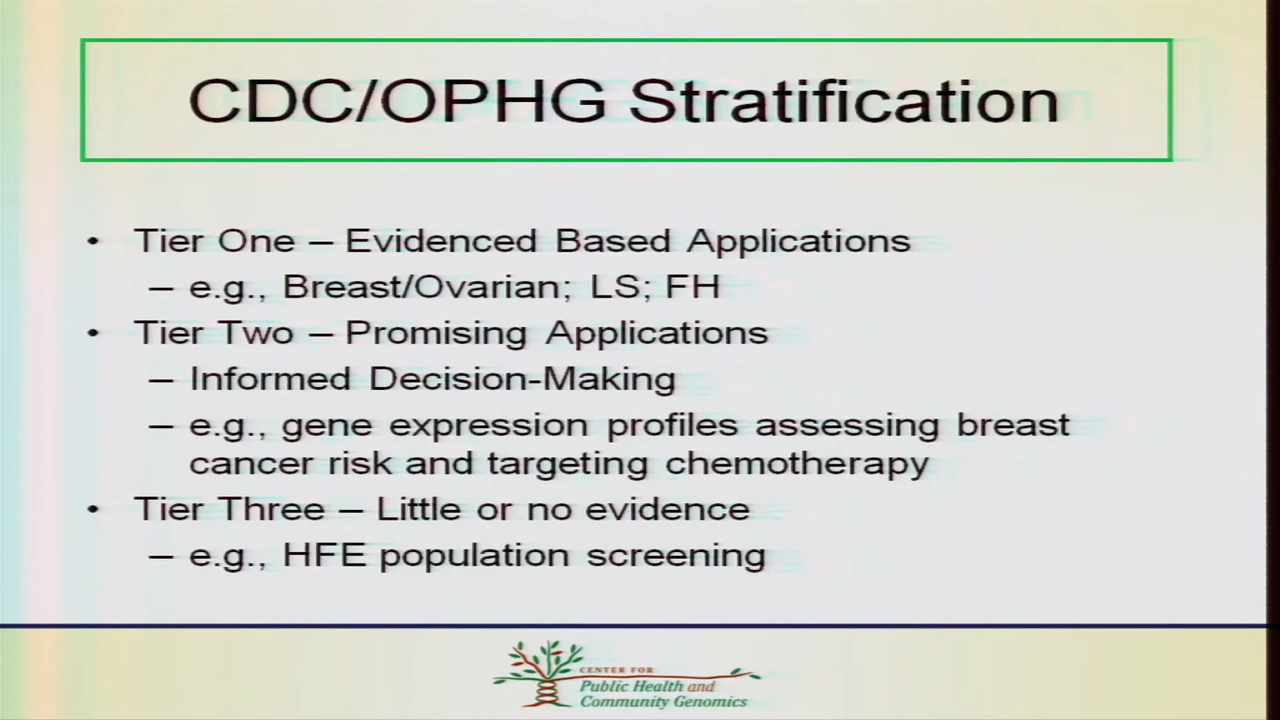 CDC/OPHG Stratification
• Tier One – Evidenced Based Applications
– e.g., Breast/Ovarian; LS; FH
• Tier Two – Promising Applications
– Informed Decision-Making
– e.g., gene expression profiles assessing breast
cancer risk and targeting chemotherapy
• Tier Three – Little or no evidence
– e.g., HFE population screening
CENTER FOR
Public Health and
Community Genomics